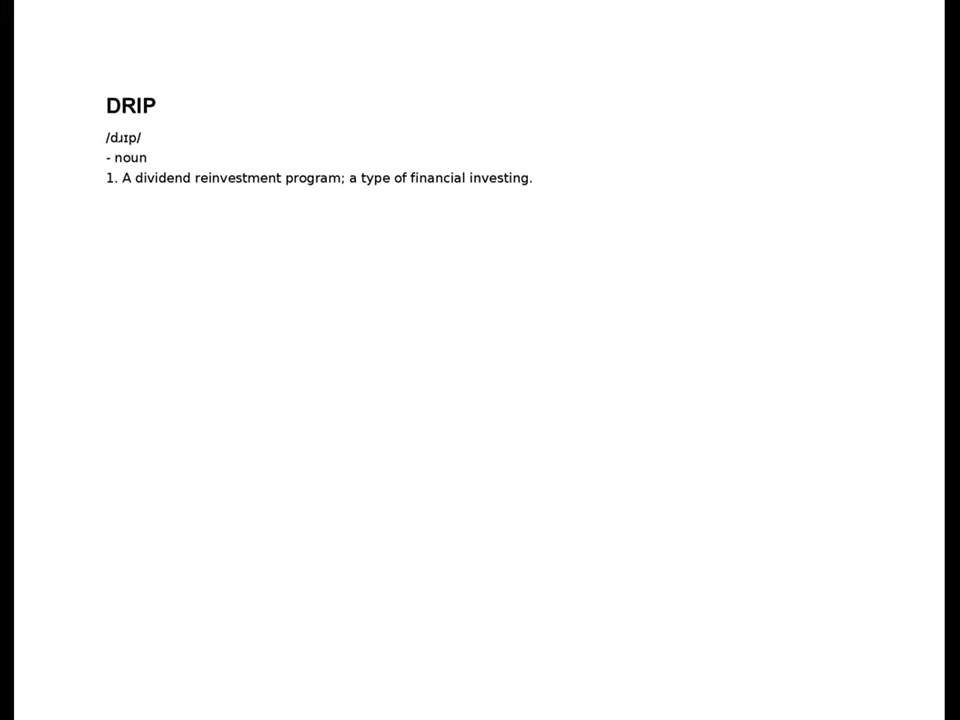 DRIP
/dɹɪp/
- noun
1. A dividend reinvestment program; a type of financial investing.